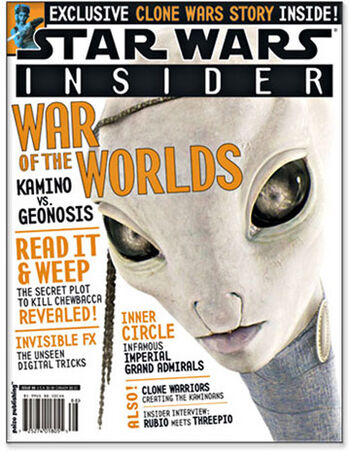 EXCLUSIVE CLONE WARS STORY INSIDE!
STAR WARS
INSIDER
WAR
OF THE WORLDS
KAMINO
VS.
GEONOSIS
READ IT
& WEEP
THE SECRET PLOT
TO KILL CHEWBACCA
REVEALED!
INVISIBLE FX
THE UNSEEN
DIGITAL TRICKS
INNER
CIRCLE
INFAMOUS
IMPERIAL
GRAND ADMIRALS
ALSO!
CLONE WARRIORS
CREATING THE KAMINOANS
INSIDER INTERVIEW:
RUBIO MEETS THREEPIO
paizo publishing